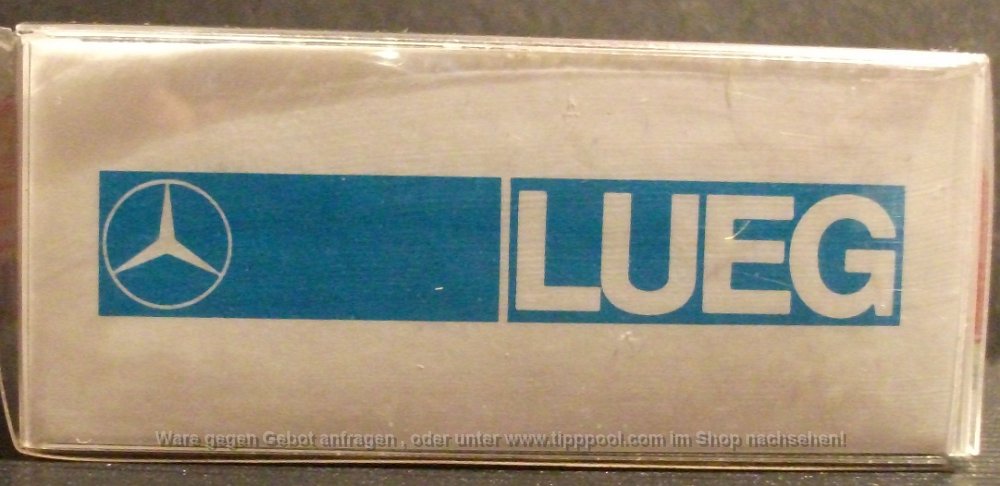 LUEG
Ware gegen Gebot anfragen , oder unter www.tipppool.com im Shop nachsehen!